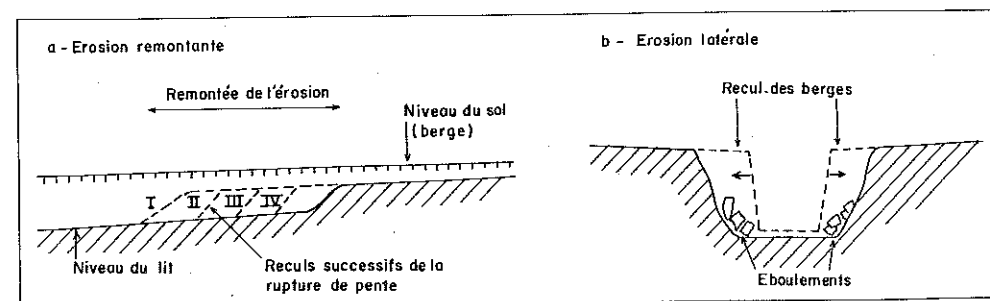 a - Erosion remontante
Remontée de l'érosion
Niveau du sol
(berge)
I II III IV
Niveau du lit
Reculs successifs de la
rupture de pente
b - Erosion latérale
Recul des berges
Eboulements